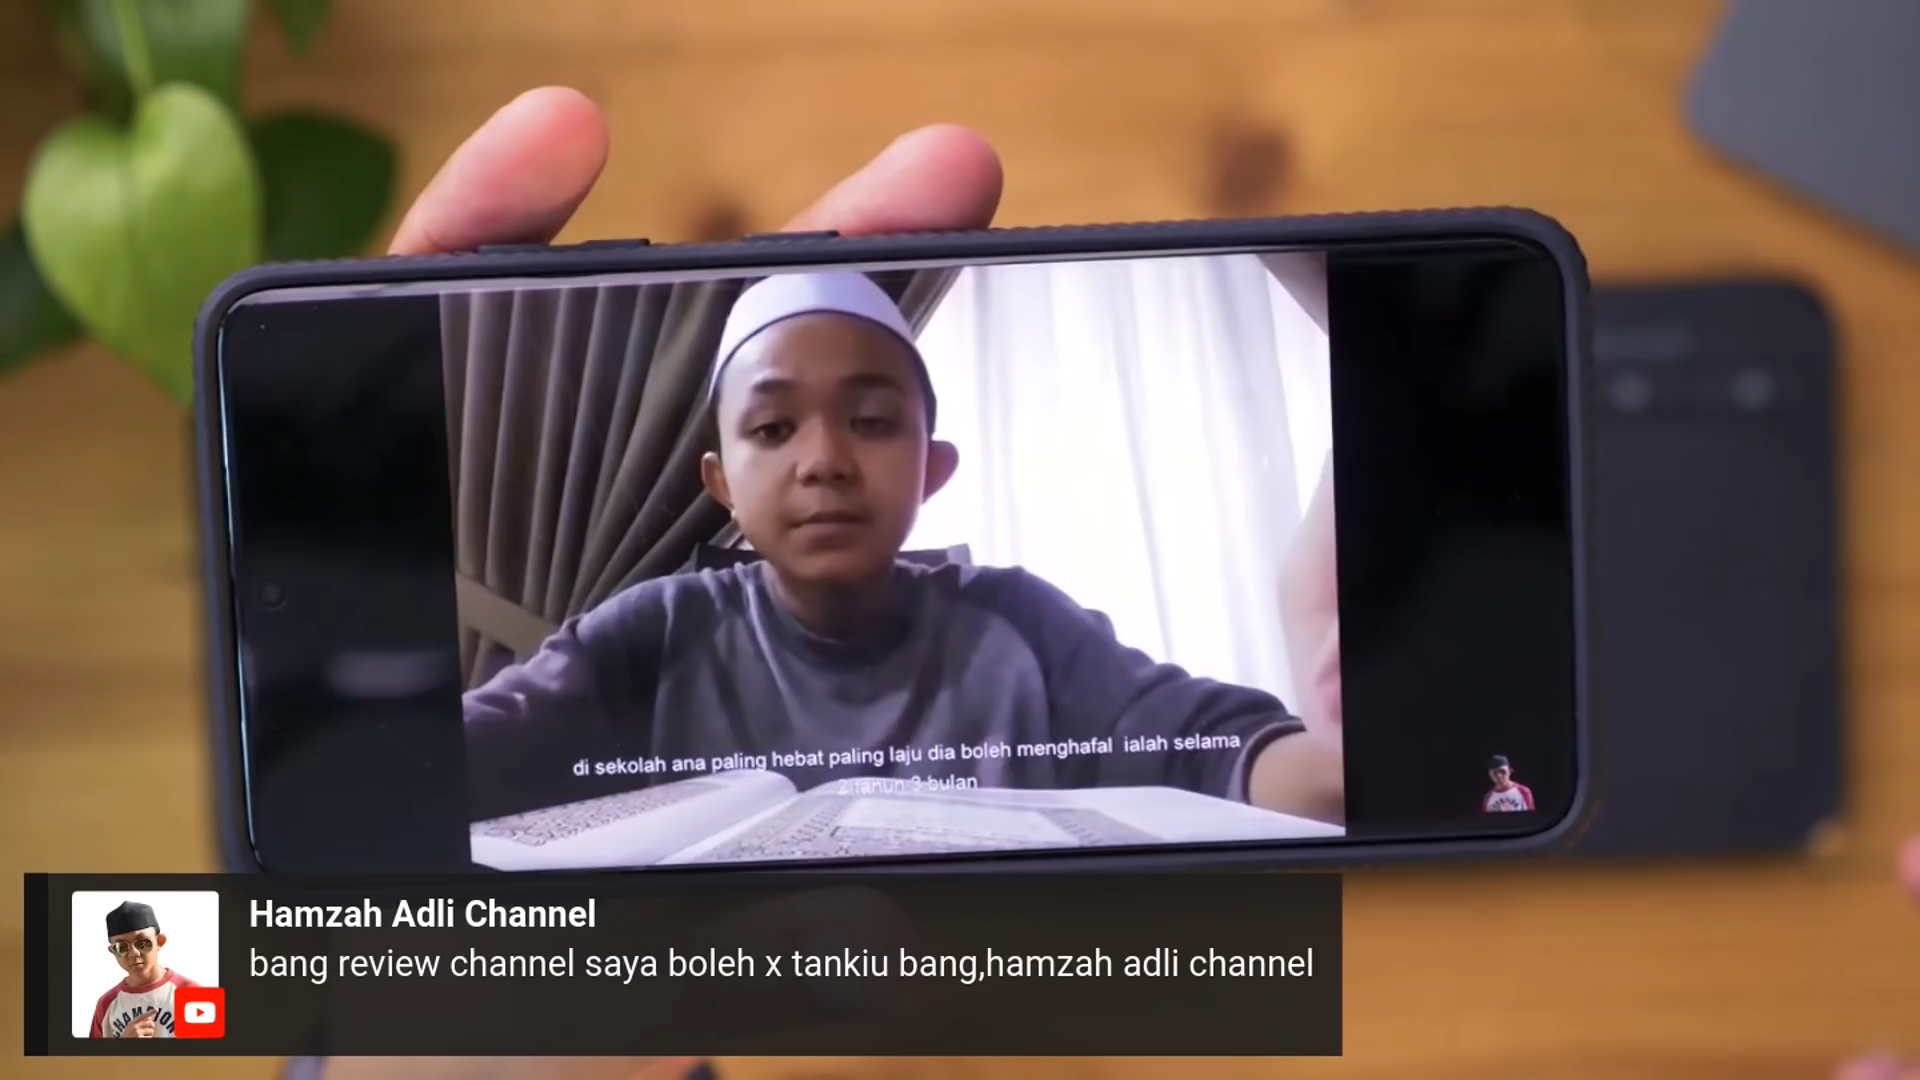 di sekolah ana paling hebat paling laju dia boleh menghafal ialah selama
2 tahun 3 bulan
Hamzah Adli Channel
bang review channel saya boleh x tankiu bang,hamzah adli channel